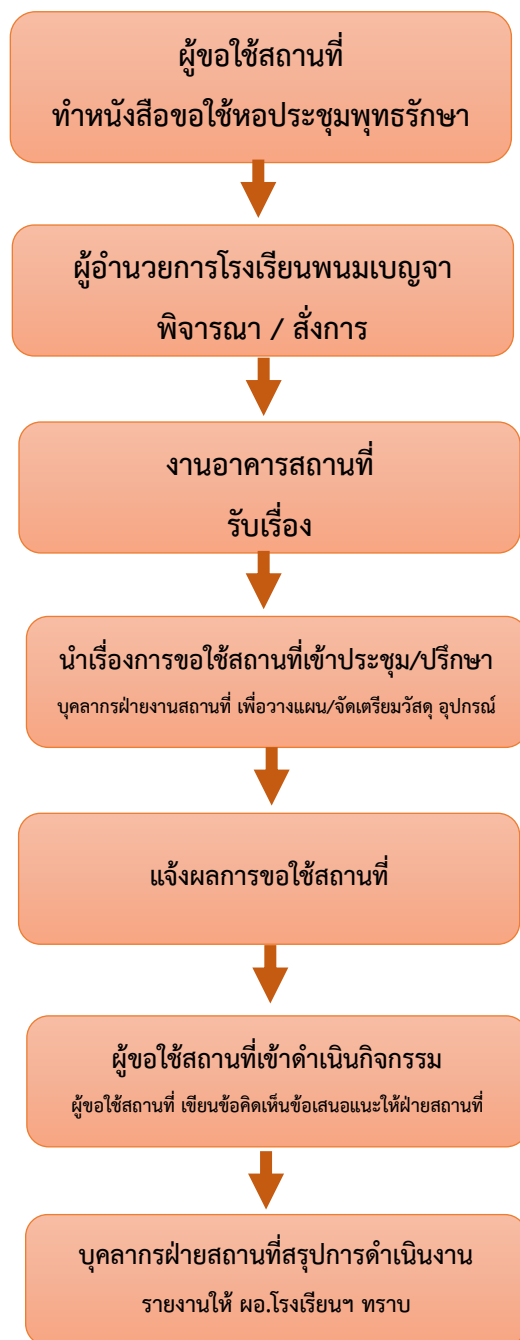 ผู้ขอใช้สถานที่
ทำหนังสือขอใช้หอประชุมพุทธรักษา
ผู้อำนวยการโรงเรียนพนมเบญจา
พิจารณา / สั่งการ
งานอาคารสถานที่
รับเรื่อง
นำเรื่องการขอใช้สถานที่เข้าประชุม/ปรึกษา
บุคลากรฝ่ายงานสถานที่ เพื่อวางแผน/จัดเตรียมวัสดุ อุปกรณ์
แจ้งผลการขอใช้สถานที่
ผู้ขอใช้สถานที่เข้าดำเนินกิจกรรม
ผู้ขอใช้สถานที่ เขียนข้อคิดเห็นข้อเสนอแนะให้ฝ่ายสถานที่
บุคลากรฝ่ายสถานที่สรุปการดำเนินงาน
รายงานให้ ผอ.โรงเรียนฯ ทราบ